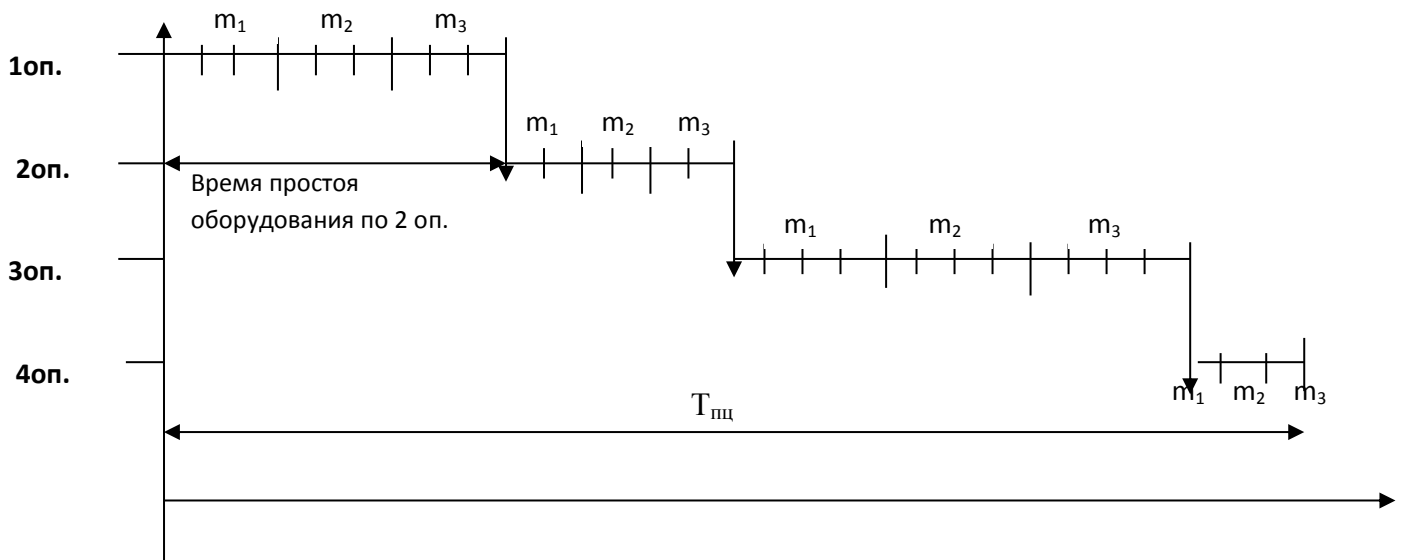 m₁ m₂ m₃
1оп.
m₁ m₂ m₃
2оп.
Время простоя
оборудования по 2 оп.
m₁ m₂ m₃
3оп.
4оп.
m₁ m₂ m₃
Тпц